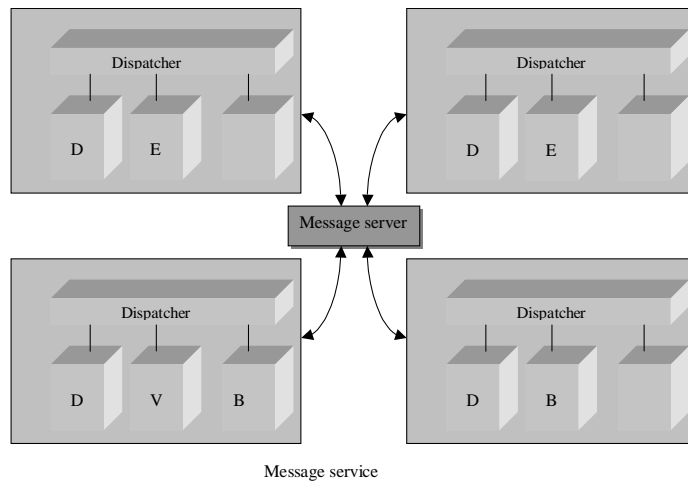 Dispatcher
D E
Dispatcher
D E
Message server
Dispatcher
D V B
Dispatcher
D B
Message service